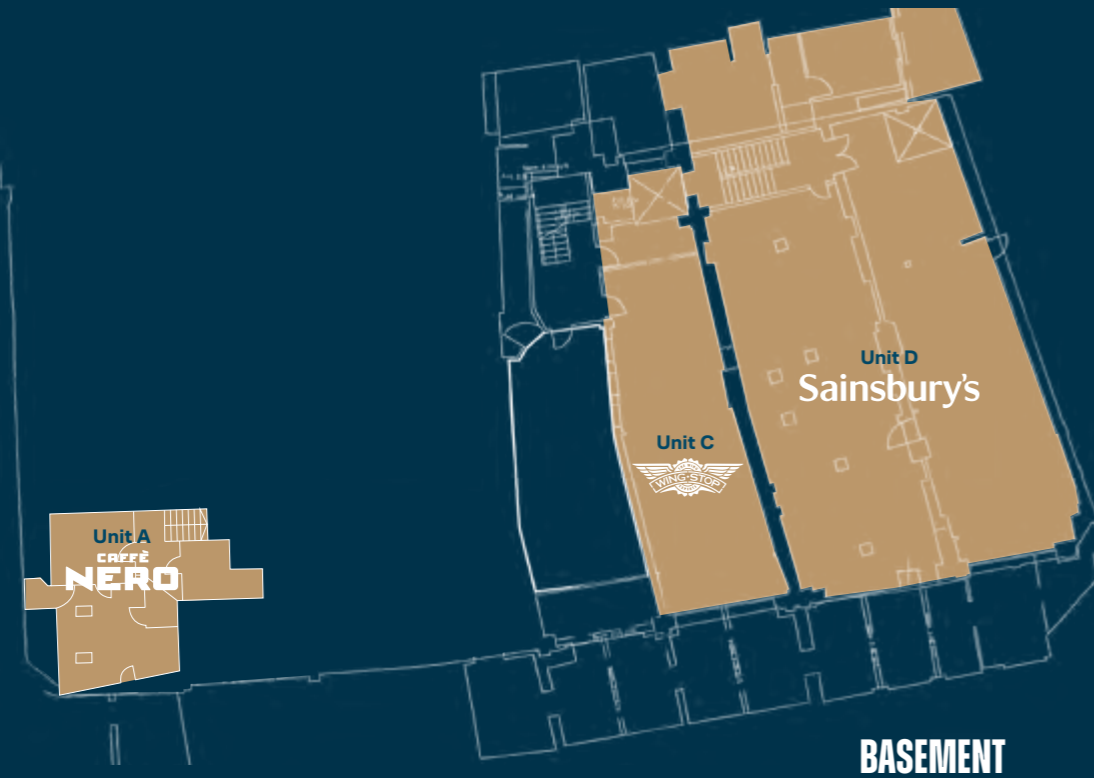 Unit D
Sainsbury's
Unit C
WING·STOP
Unit A
CAFFÈ
NERO
BASEMENT